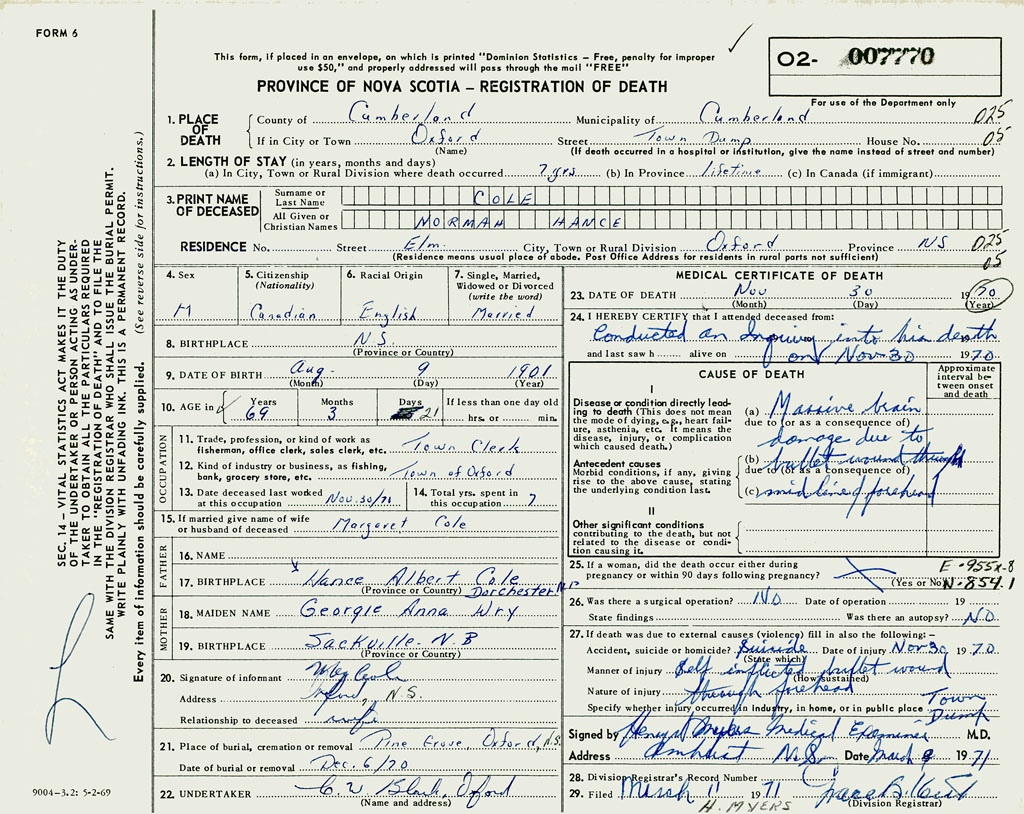 FORM 6
This form, if placed in an envelope, on which is printed "Dominion Statistics – Free, penalty for improper
use $50," and properly addressed will pass through the mail "FREE"
O2- 007770
PROVINCE OF NOVA SCOTIA – REGISTRATION OF DEATH
For use of the Department only
1. PLACE OF DEATH County of Cumberland Municipality of Cumberland 025
If in City or Town Oxford Street Town Dump House No. 05
(Name) (If death occurred in a hospital or institution, give the name instead of street and number)
2. LENGTH OF STAY (in years, months and days)
(a) In City, Town or Rural Division where death occurred 7 yrs (b) In Province lifetime (c) In Canada (if immigrant)
3. PRINT NAME OF DECEASED Surname or Last Name COLE
All Given or Christian Names NORMAN HANCE
RESIDENCE No. Street Elm City, Town or Rural Division Oxford Province NS 025
(Residence means usual place of abode. Post Office Address for residents in rural parts not sufficient) 05
4. Sex M
5. Citizenship (Nationality) Canadian
6. Racial Origin English
7. Single, Married, Widowed or Divorced (write the word) Married
8. BIRTHPLACE N.S.
(Province or Country)
9. DATE OF BIRTH Aug. 9 1901
(Month) (Day) (Year)
10. AGE in Years 69 Months 3 Days 21 If less than one day old hrs. or min.
OCCUPATION
11. Trade, profession, or kind of work as fisherman, office clerk, sales clerk, etc. Town Clerk
12. Kind of industry or business, as fishing, bank, grocery store, etc. Town of Oxford
13. Date deceased last worked at this occupation Nov. 30/70
14. Total yrs. spent in this occupation 7
15. If married give name of wife or husband of deceased Margaret Cole
FATHER
16. NAME
17. BIRTHPLACE Hance Albert Cole
(Province or Country) Dorchester N.B
MOTHER
18. MAIDEN NAME Georgie Anna Wry
19. BIRTHPLACE Sackville N.B
(Province or Country)
20. Signature of informant
Address N.S.
Relationship to deceased wife
21. Place of burial, cremation or removal Pine Grove, Oxford, N.S.
Date of burial or removal Dec. 6/70
22. UNDERTAKER Oxford
(Name and address)
MEDICAL CERTIFICATE OF DEATH
23. DATE OF DEATH Nov 30 1970
(Month) (Day) (Year)
24. I HEREBY CERTIFY that I attended deceased from:
Conducted an Inquiry into his death
and last saw h alive on on Nov 30 1970
CAUSE OF DEATH
Approximate interval between onset and death
I
Disease or condition directly leading to death (This does not mean the mode of dying, e.g., heart failure, asthenia, etc. It means the disease, injury, or complication which caused death.)
(a) Massive brain
due to (or as a consequence of)
damage due to
Antecedent causes
Morbid conditions, if any, giving rise to the above cause, stating the underlying condition last.
(b) bullet wound through
due to (or as a consequence of)
(c) midline of forehead
II
Other significant conditions contributing to the death, but not related to the disease or condition causing it.
25. If a woman, did the death occur either during pregnancy or within 90 days following pregnancy? (Yes or No)
E-955x-8
N-854.1
26. Was there a surgical operation? NO Date of operation 19
State findings Was there an autopsy? NO
27. If death was due to external causes (violence) fill in also the following:–
Accident, suicide or homicide? Suicide Date of injury Nov 30 1970
(State which)
Manner of injury Self inflicted bullet wound
(How sustained)
Nature of injury through forehead
Specify whether injury occurred in industry, in home, or in public place Town Dump
Signed by Medical Examiner M.D.
Address Amherst N.S. Date March 9 1971
28. Division Registrar's Record Number
29. Filed March 11 1971
(Division Registrar)
H. MYERS
SEC. 14 – VITAL STATISTICS ACT MAKES IT THE DUTY
OF THE UNDERTAKER OR PERSON ACTING AS UNDER-
TAKER TO OBTAIN ALL THE PARTICULARS REQUIRED
IN THE "REGISTRATION OF DEATH" AND TO FILE THE
SAME WITH THE DIVISION REGISTRAR WHO SHALL ISSUE THE BURIAL PERMIT.
WRITE PLAINLY WITH UNFADING INK. THIS IS A PERMANENT RECORD.
Every item of information should be carefully supplied. (See reverse side for instructions.)
9004-3.2: 5-2-69